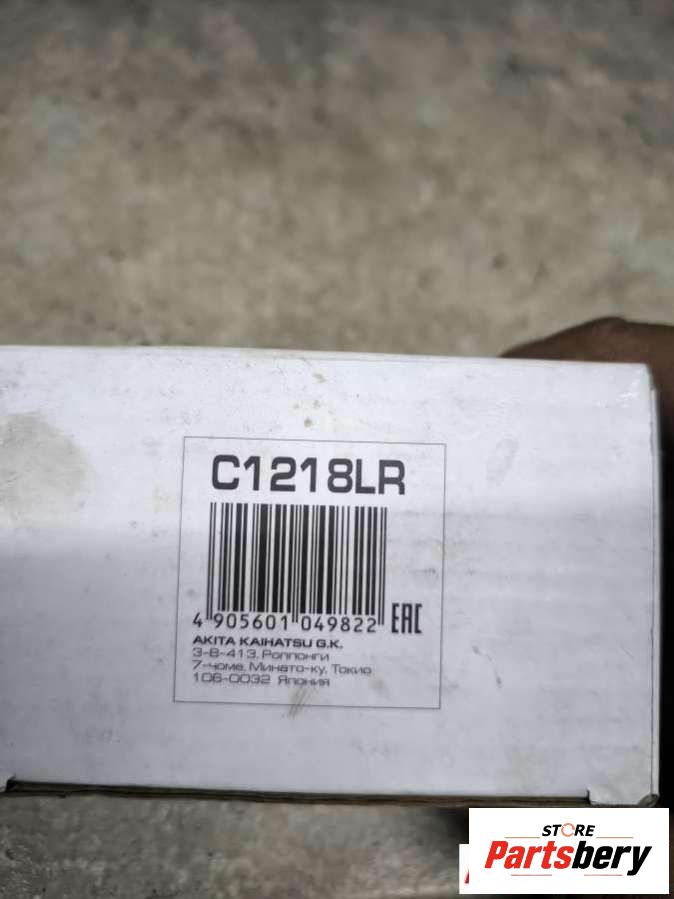 C1218LR
4 905601 049822 EAC
AKITA KAIHATSU G.K.
3-8-413, Роппонги
7-чоме, Минато-ку, Токио
106-0032 Япония
STORE
Partsbery